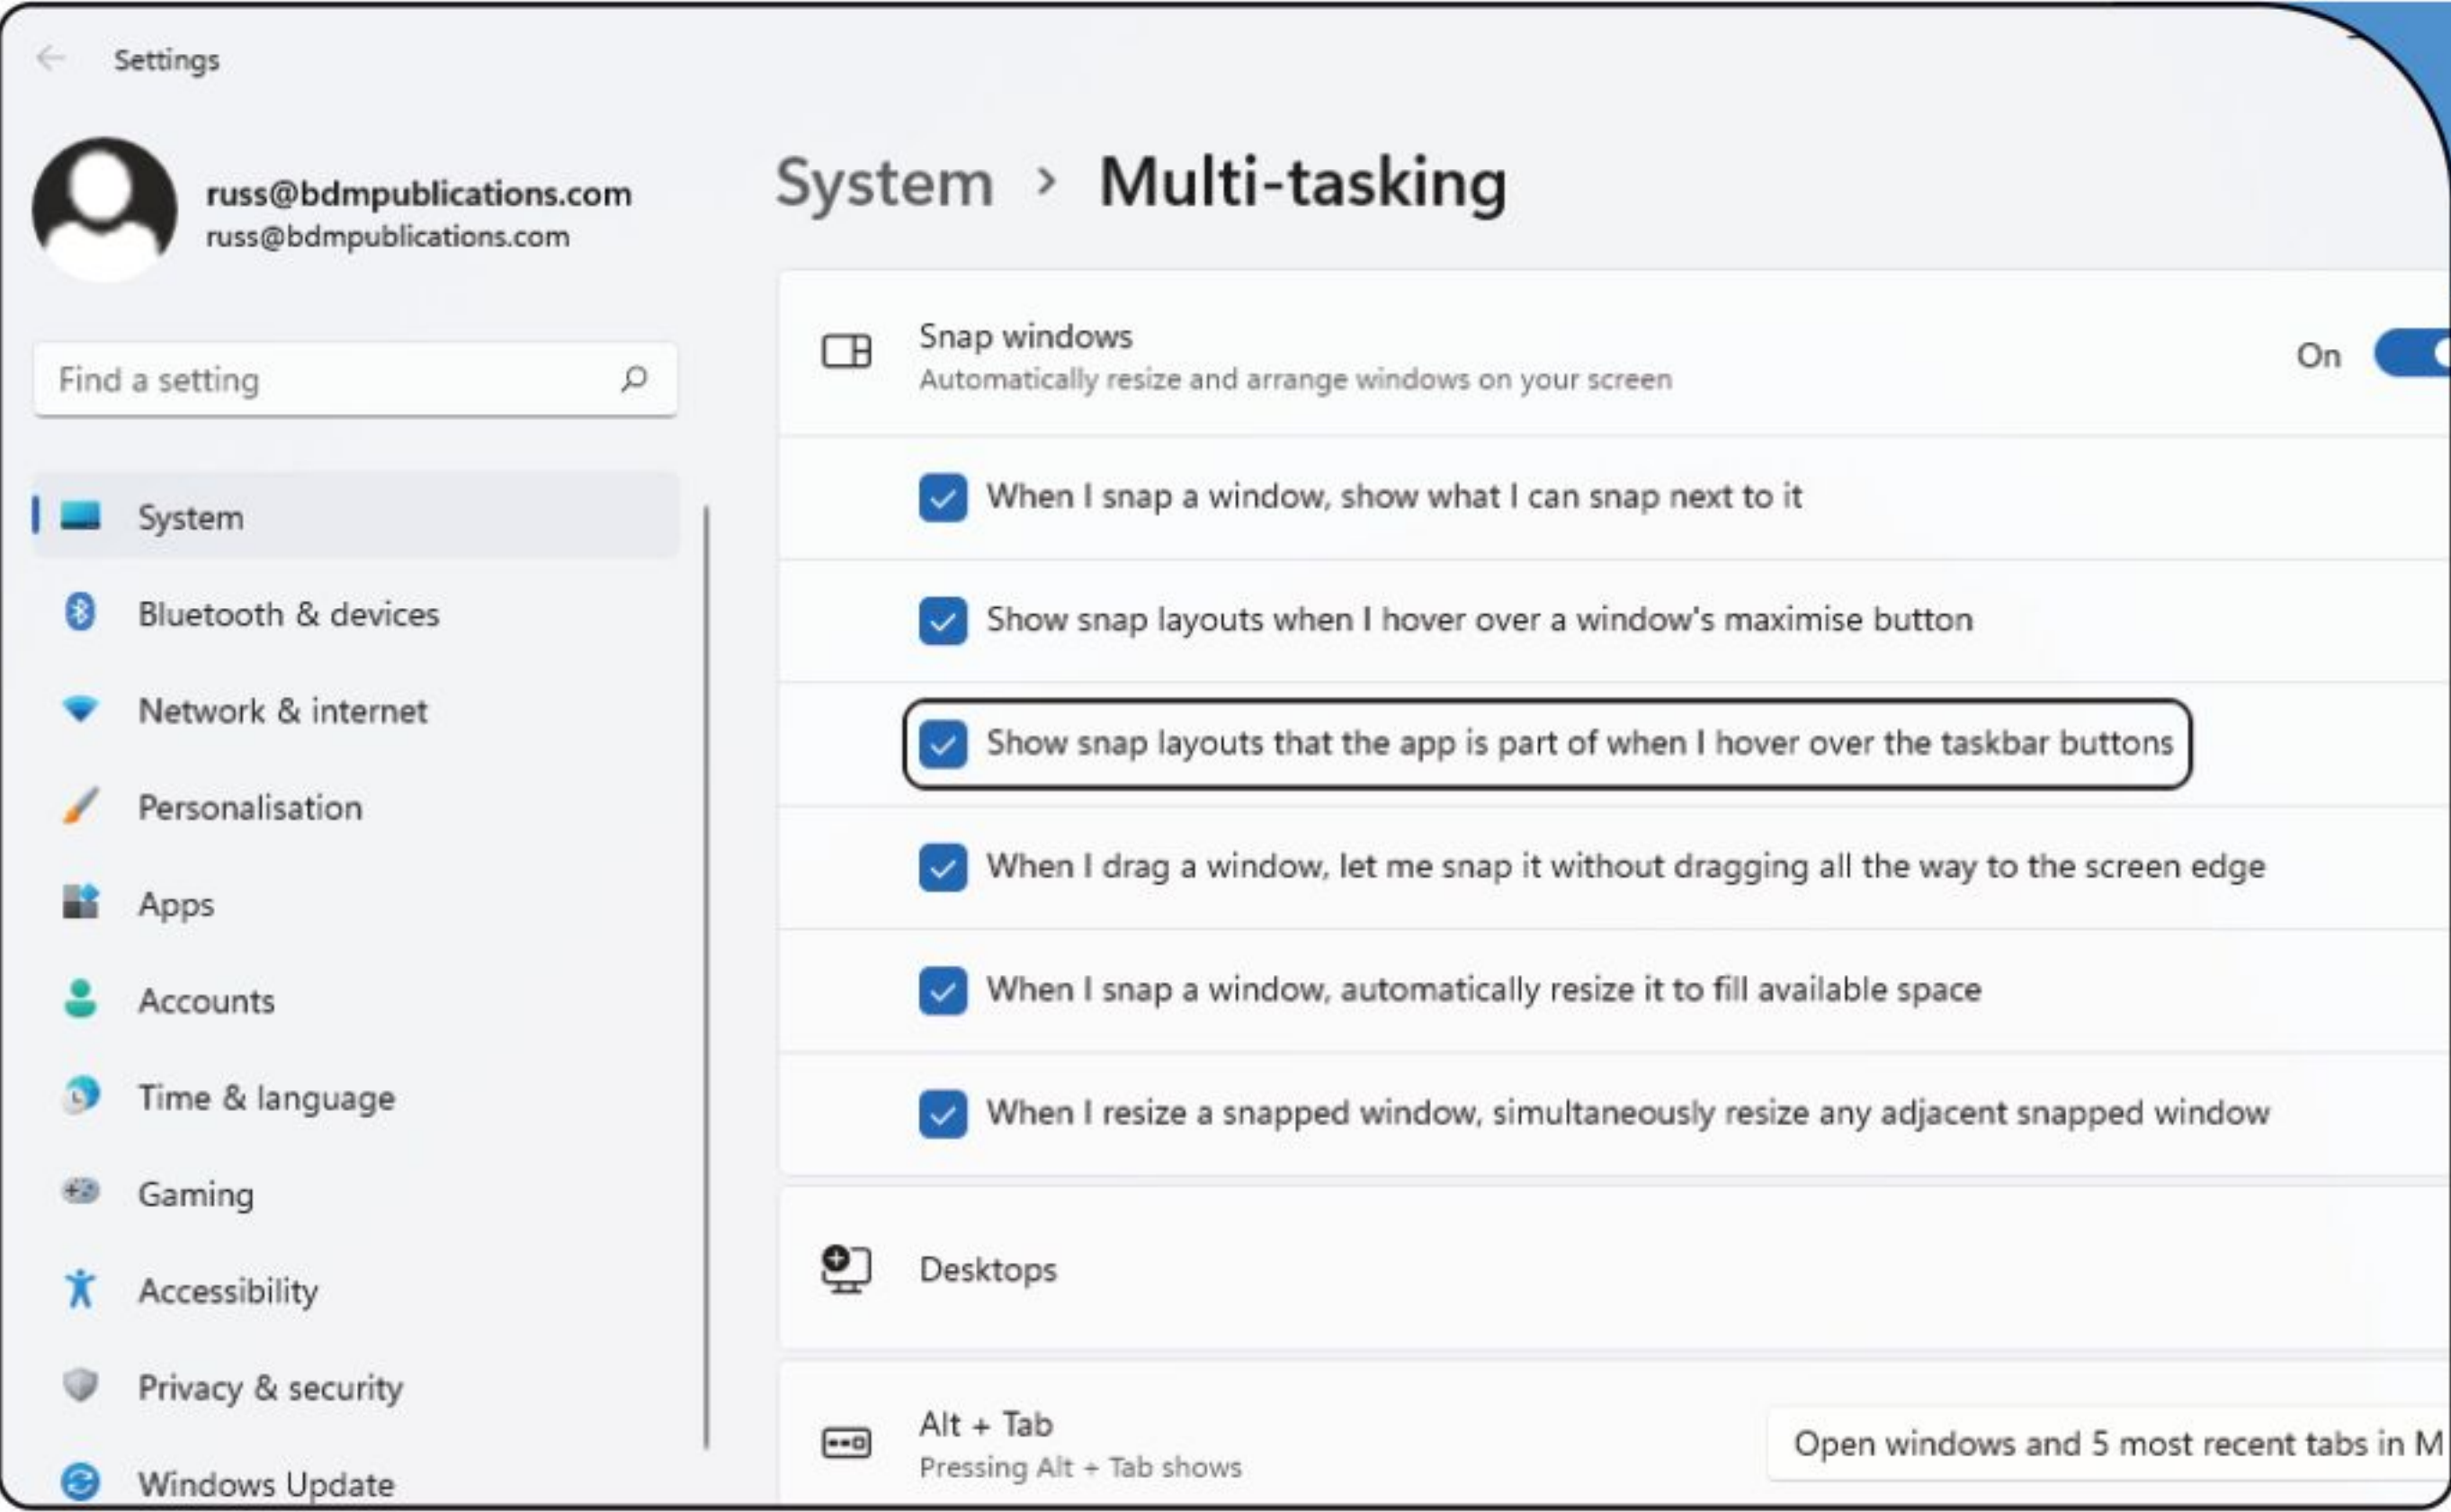 Settings
russ@bdmpublications.com
russ@bdmpublications.com
Find a setting
System
Bluetooth & devices
Network & internet
Personalisation
Apps
Accounts
Time & language
Gaming
Accessibility
Privacy & security
Windows Update
System > Multi-tasking
Snap windows
Automatically resize and arrange windows on your screen
On
When I snap a window, show what I can snap next to it
Show snap layouts when I hover over a window's maximise button
Show snap layouts that the app is part of when I hover over the taskbar buttons
When I drag a window, let me snap it without dragging all the way to the screen edge
When I snap a window, automatically resize it to fill available space
When I resize a snapped window, simultaneously resize any adjacent snapped window
Desktops
Alt + Tab
Pressing Alt + Tab shows
Open windows and 5 most recent tabs in M